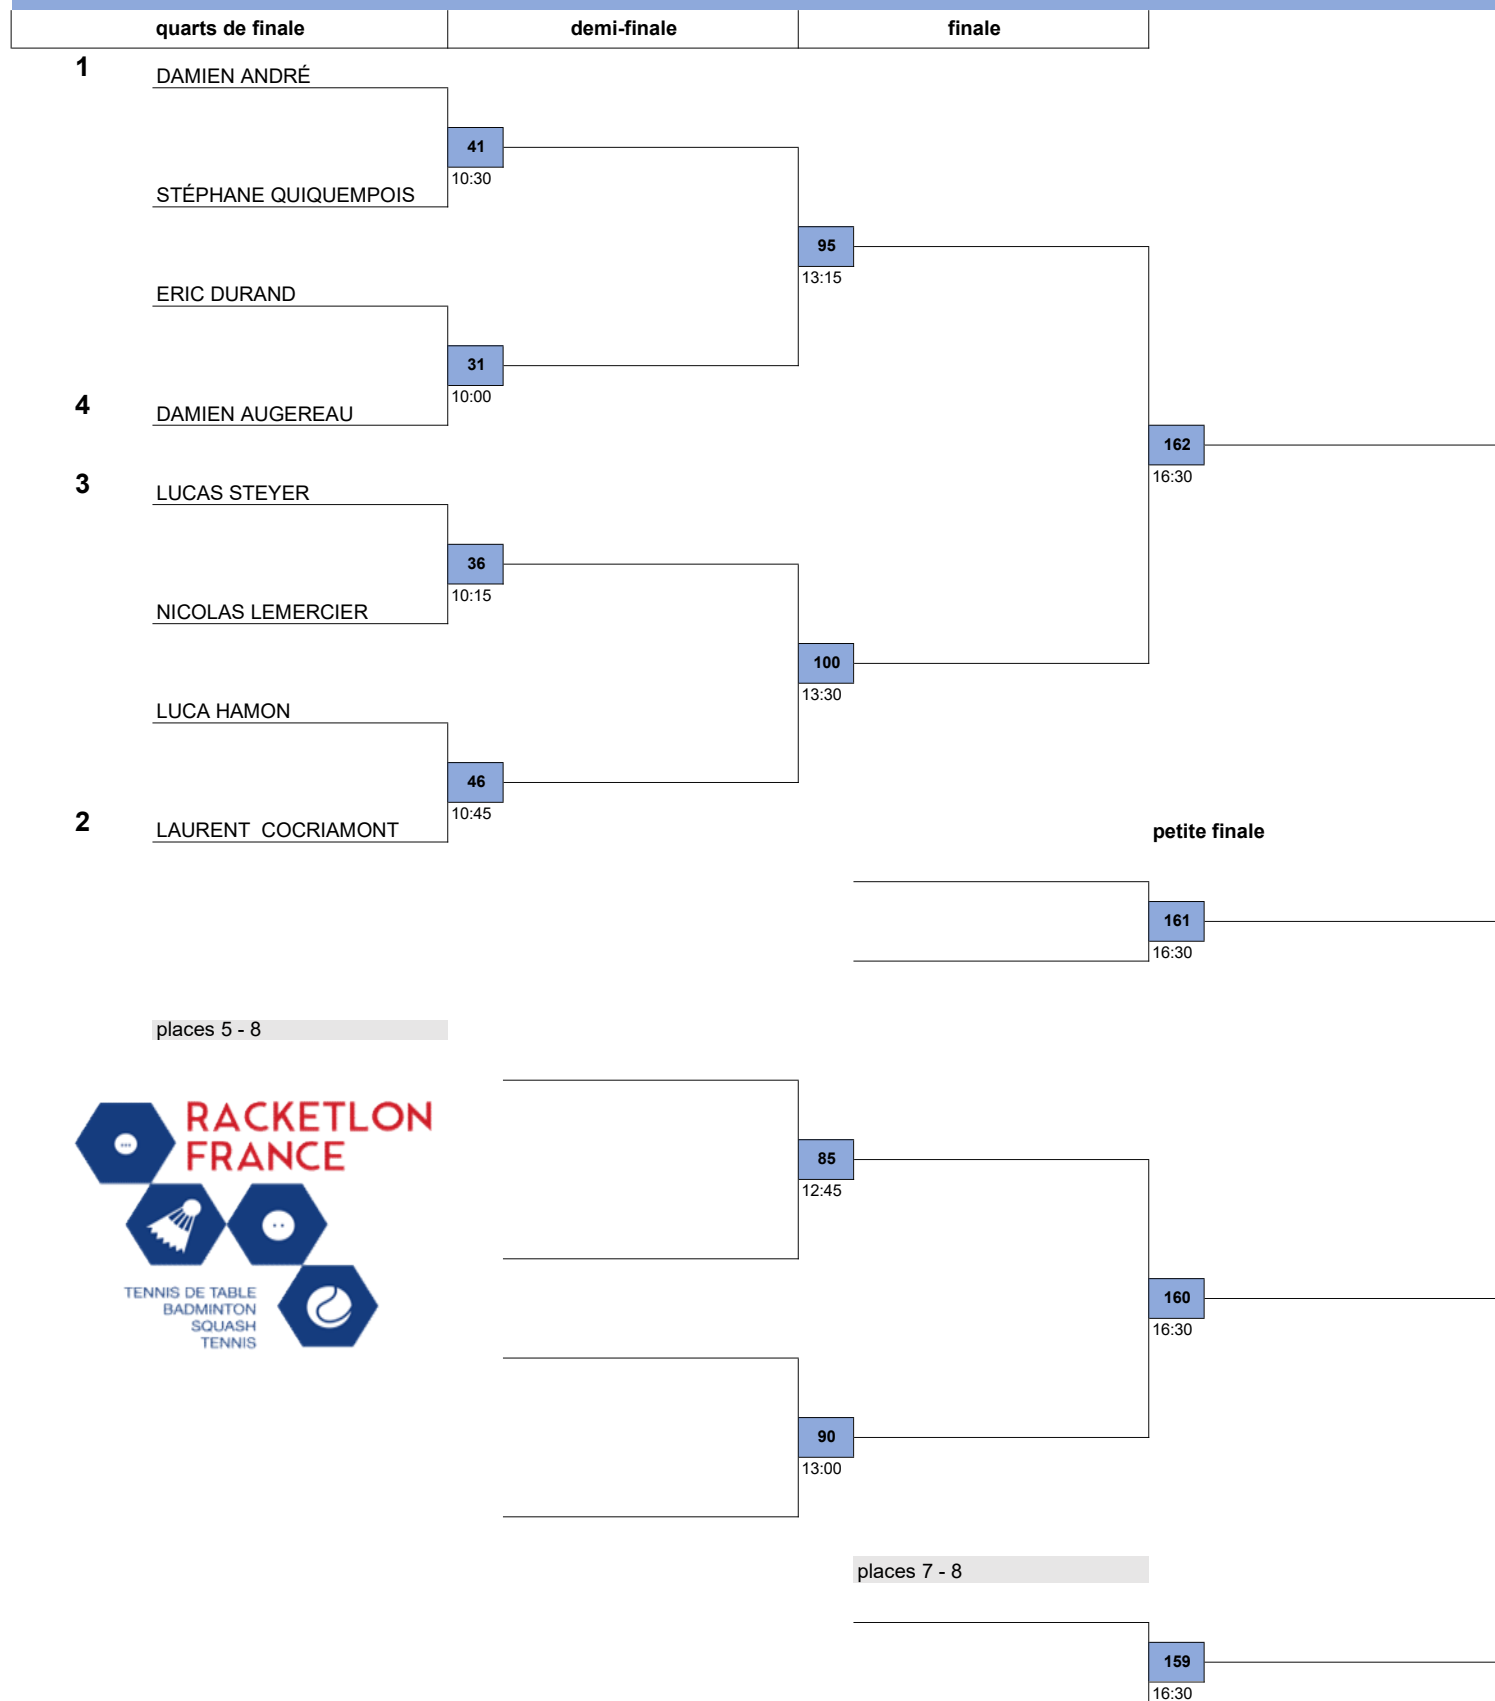 quarts de finale
demi-finale
finale
1
DAMIEN ANDRÉ
41
10:30
STÉPHANE QUIQUEMPOIS
95
13:15
ERIC DURAND
31
10:00
4
DAMIEN AUGEREAU
162
16:30
3
LUCAS STEYER
36
10:15
NICOLAS LEMERCIER
100
13:30
LUCA HAMON
46
10:45
2
LAURENT  COCRIAMONT
petite finale
161
16:30
places 5 - 8
RACKETLON
FRANCE
85
12:45
TENNIS DE TABLE
BADMINTON
SQUASH
TENNIS
160
16:30
90
13:00
places 7 - 8
159
16:30